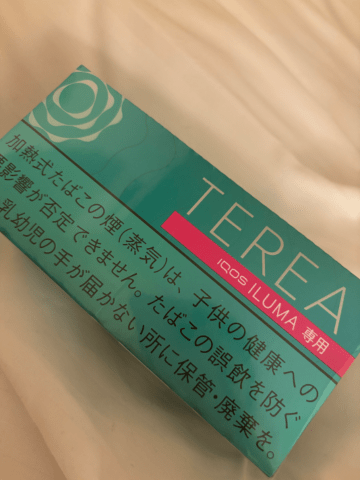 TEREA
IQOS ILUMA 専用
加熱式たばこの煙(蒸気)は、子供の健康への
悪影響が否定できません。たばこの誤飲を防ぐ
乳幼児の手が届かない所に保管・廃棄を。